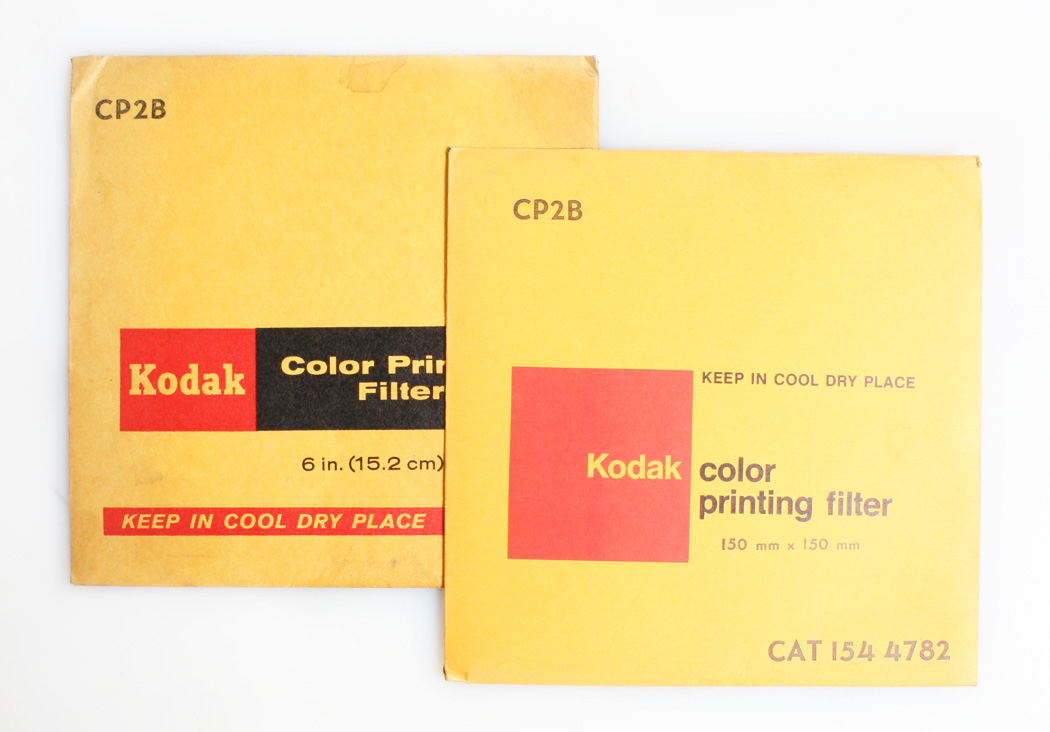 CP2B
Kodak
Color Prin
Filter
6 in. (15.2 cm)
KEEP IN COOL DRY PLACE
CP2B
KEEP IN COOL DRY PLACE
Kodak color
printing filter
150 mm x 150 mm
CAT 154 4782